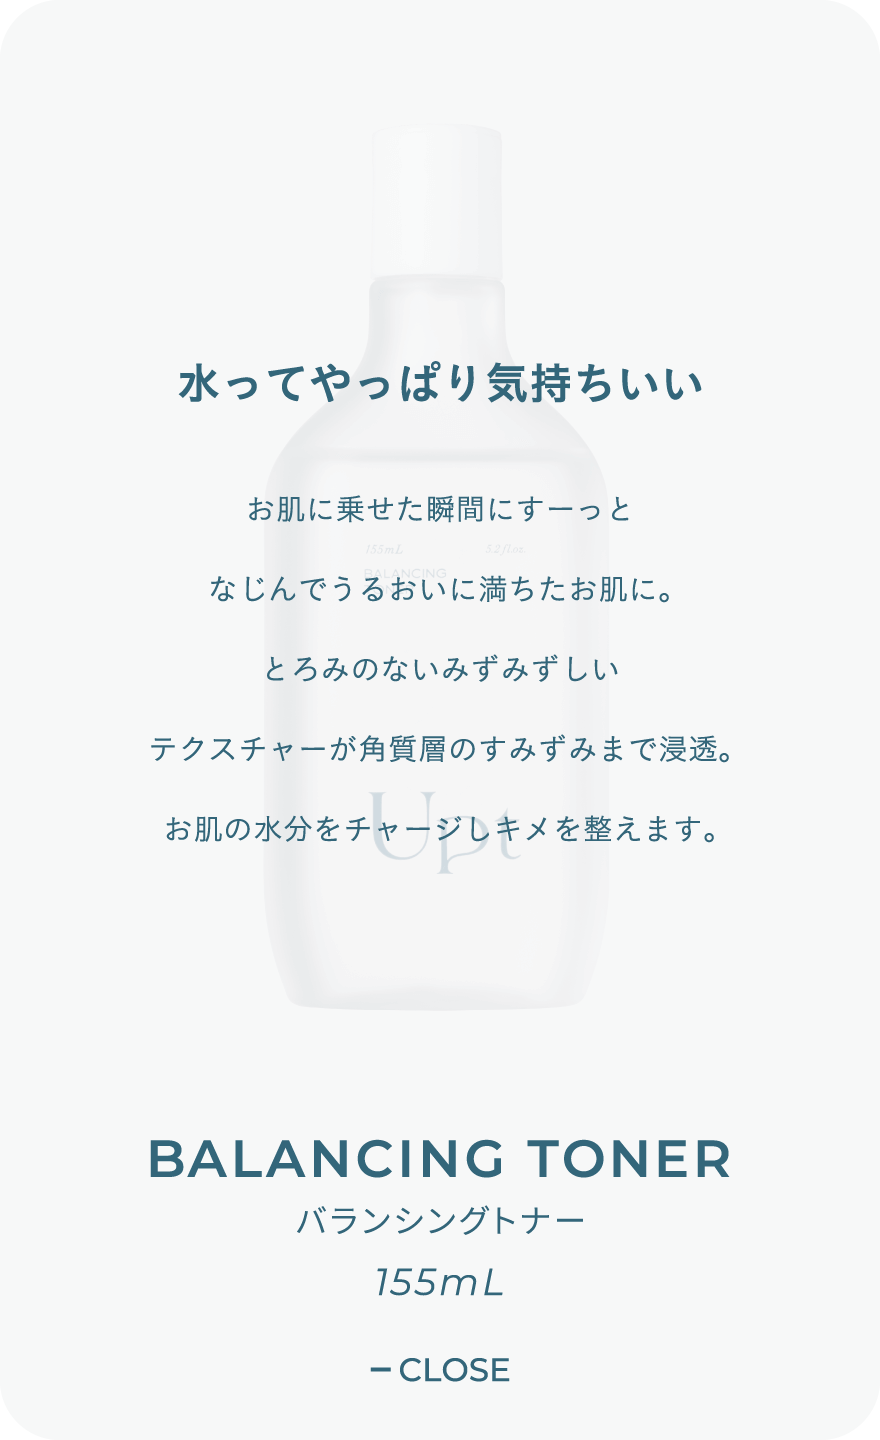 水ってやっぱり気持ちいい
お肌に乗せた瞬間にすーっと
155mL 5.2 fl.oz
BALANCING
なじんでうるおいに満ちたお肌に。
とろみのないみずみずしい
テクスチャーが角質層のすみずみまで浸透。
Upt
お肌の水分をチャージしキメを整えます。
BALANCING TONER
バランシングトナー
155mL
− CLOSE